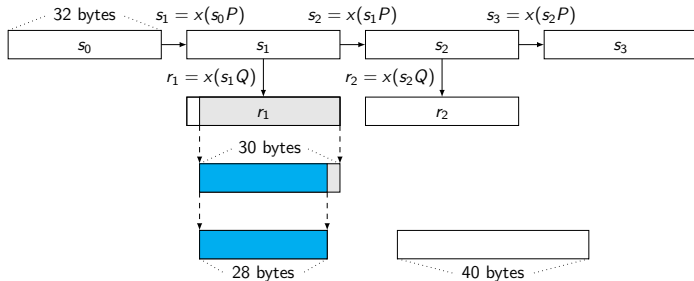 32 bytes
s₁ = x(s₀P)
s₂ = x(s₁P)
s₃ = x(s₂P)
s₀
s₁
s₂
s₃
r₁ = x(s₁Q)
r₂ = x(s₂Q)
r₁
r₂
30 bytes
28 bytes
40 bytes